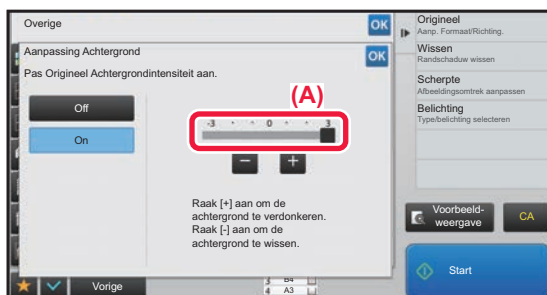 Overige
OK
Aanpassing Achtergrond
OK
Pas Origineel Achtergrondintensiteit aan.
Off
On
(A)
-3 0 3
- +
Raak [+] aan om de
achtergrond te verdonkeren.
Raak [-] aan om de
achtergrond te wissen.
Vorige
3 B4
4 A3
Origineel
Aanp. Formaat/Richting.
Wissen
Randschaduw wissen
Scherpte
Afbeeldingsomtrek aanpassen
Belichting
Type/belichting selecteren
Voorbeeld-
weergave
CA
Start